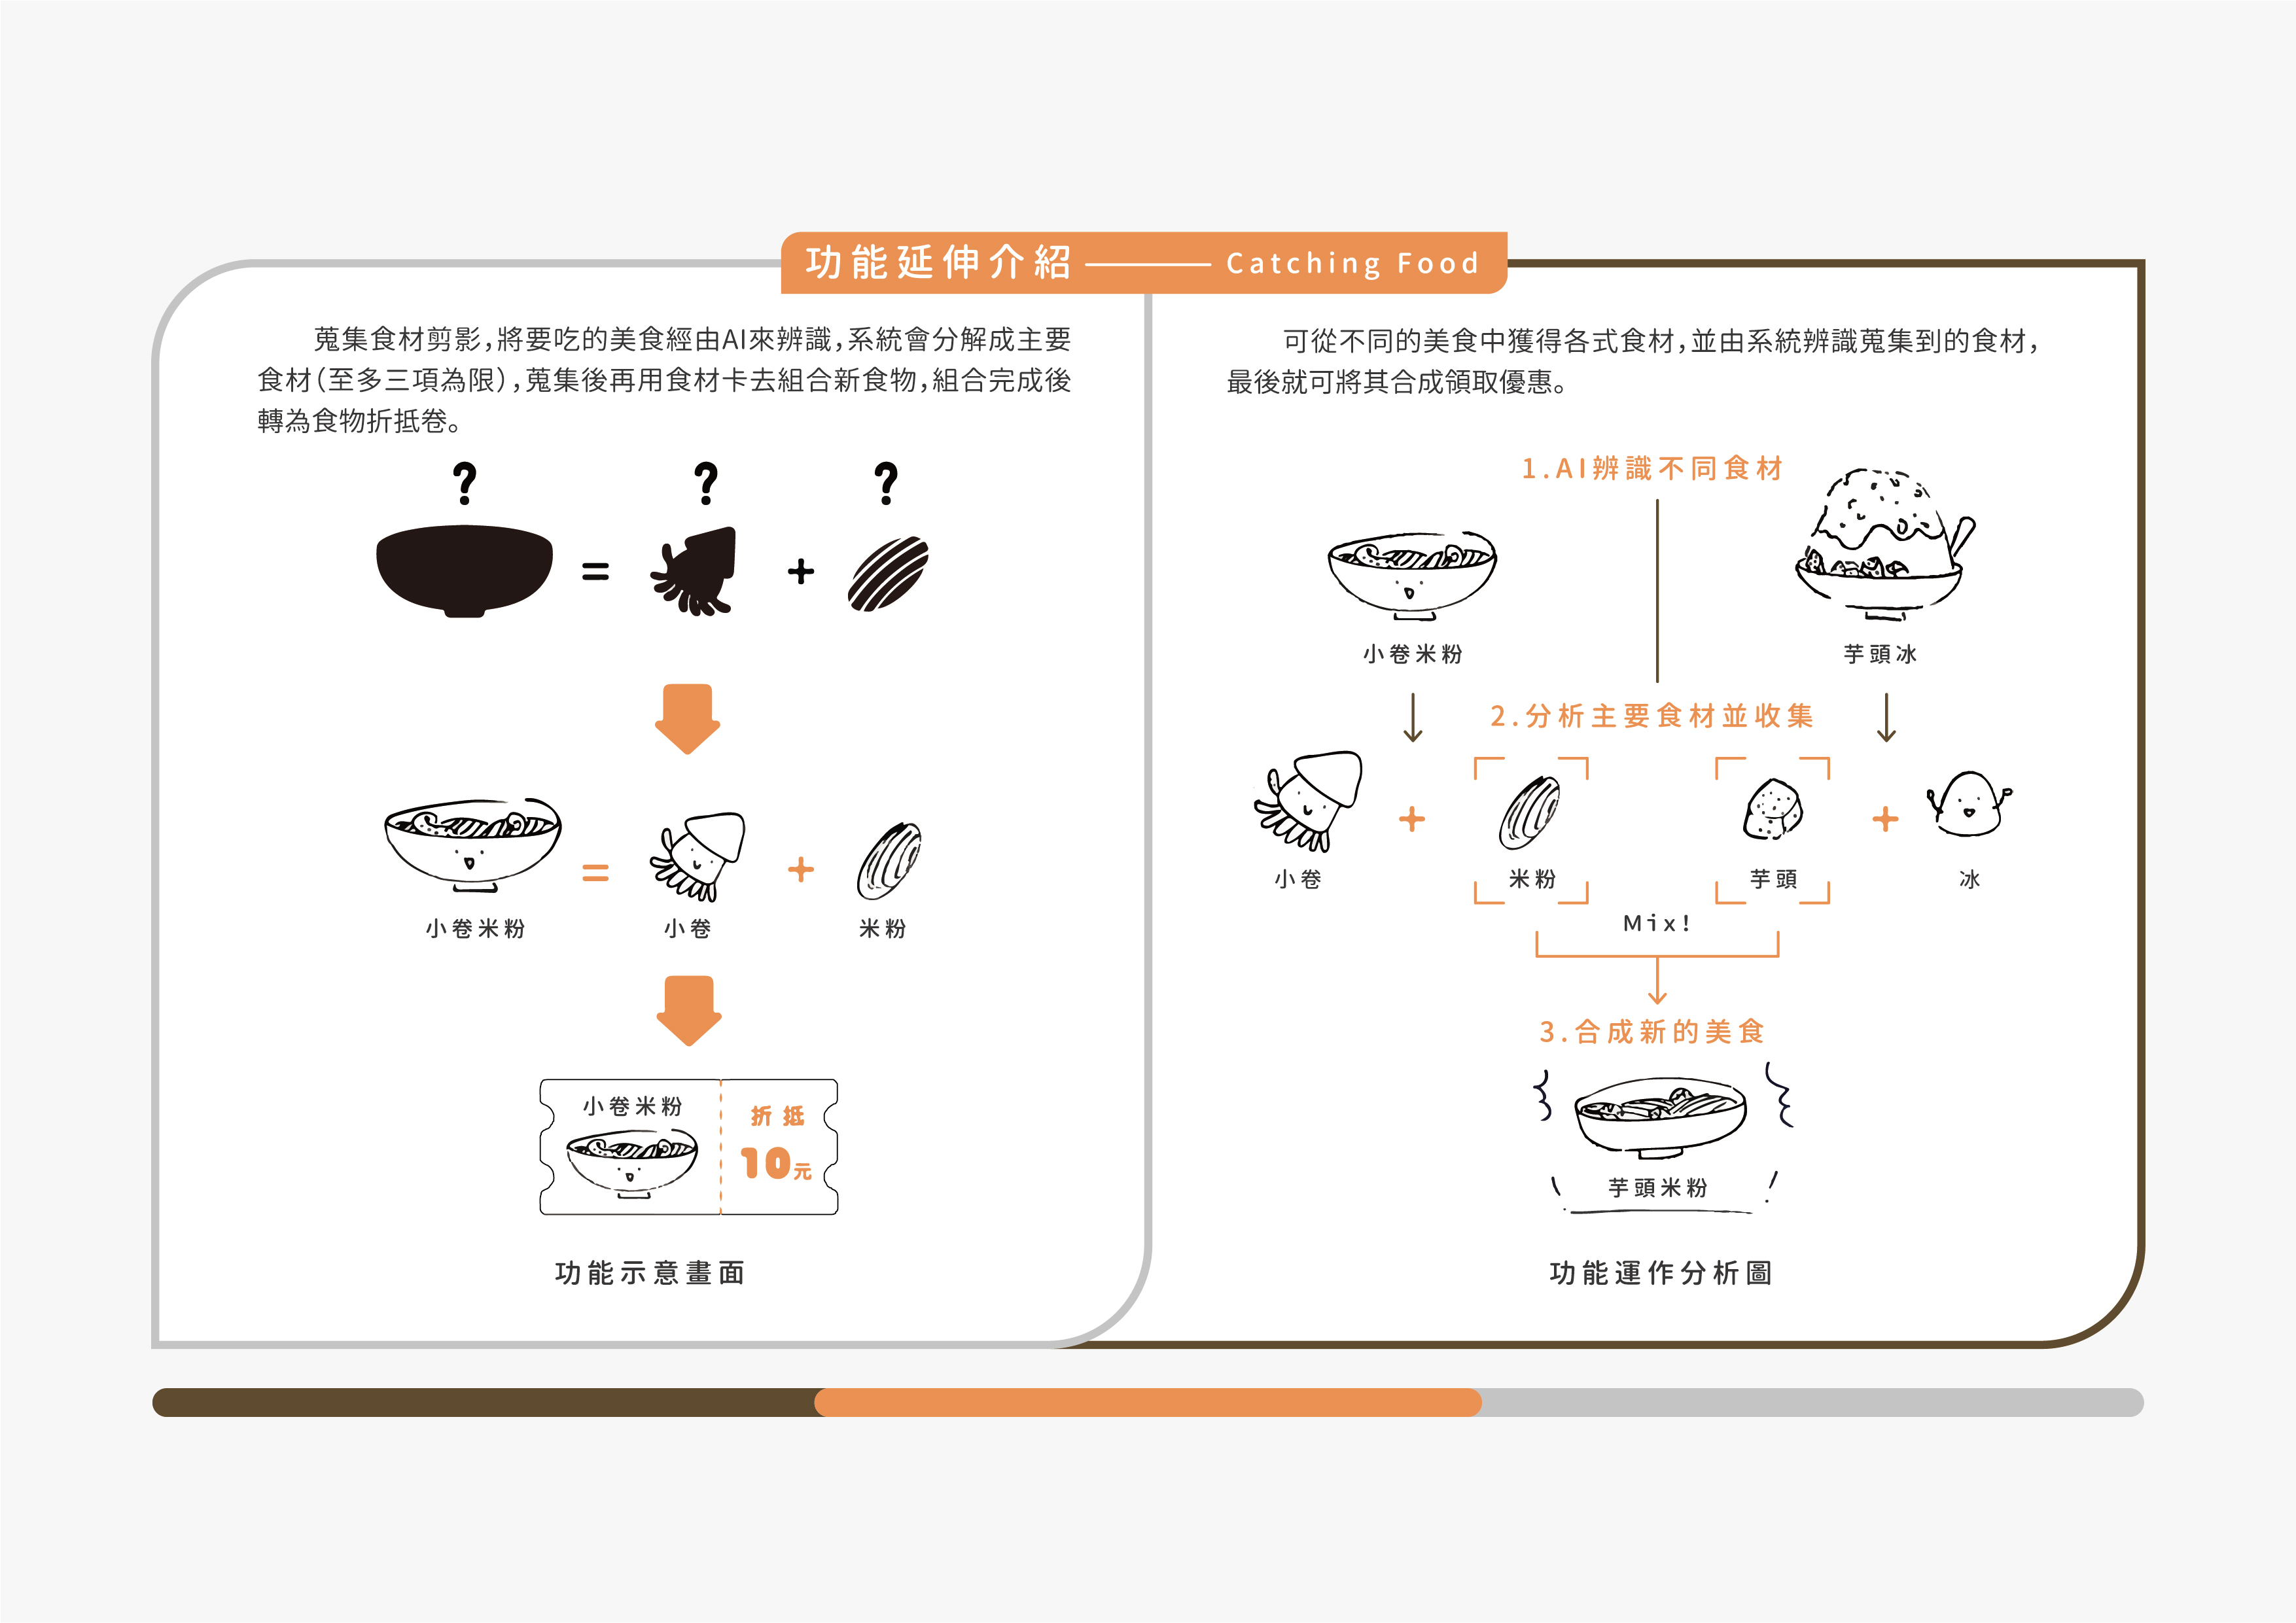 功能延伸介紹
Catching Food
蒐集食材剪影，將要吃的美食經由AI來辨識，系統會分解成主要
食材（至多三項為限），蒐集後再用食材卡去組合新食物，組合完成後
轉為食物折抵卷。
? ? ?
= +
小卷米粉 = 小卷 + 米粉
小卷米粉
折抵
10元
功能示意畫面
可從不同的美食中獲得各式食材，並由系統辨識蒐集到的食材，
最後就可將其合成領取優惠。
1.AI辨識不同食材
小卷米粉 芋頭冰
2.分析主要食材並收集
+ +
小卷 米粉 芋頭 冰
Mix!
3.合成新的美食
芋頭米粉
功能運作分析圖